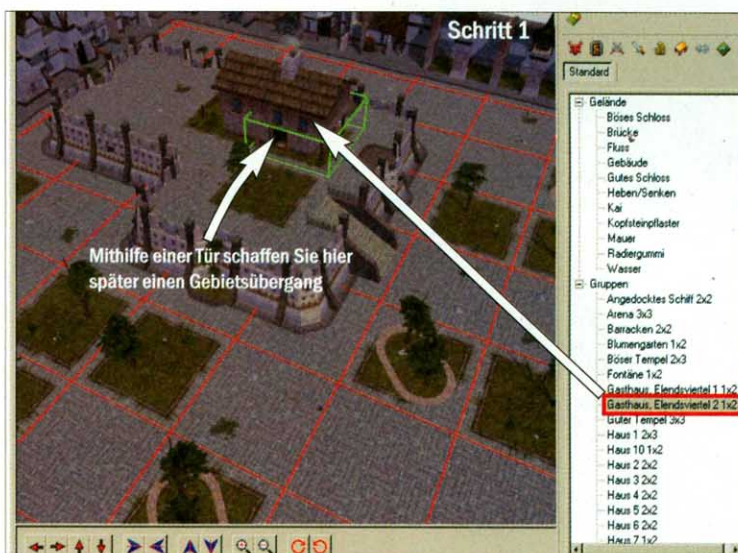 Schritt 1
Mithilfe einer Tür schaffen Sie hier
später einen Gebietsübergang
Standard
Gelände
Böses Schloss
Brücke
Fluss
Gebäude
Gutes Schloss
Heben/Senken
Kai
Kopfsteinpflaster
Mauer
Radiergummi
Wasser
Gruppen
Angedocktes Schiff 2x2
Arena 3x3
Barracken 2x2
Blumengarten 1x2
Böser Tempel 2x3
Fontäne 1x2
Gasthaus, Elendsviertel 1 1x2
Gasthaus, Elendsviertel 2 1x2
Guter Tempel 3x3
Haus 1 2x3
Haus 10 1x2
Haus 2 2x2
Haus 3 2x2
Haus 4 2x2
Haus 5 2x2
Haus 6 2x2
Haus 7 1x2